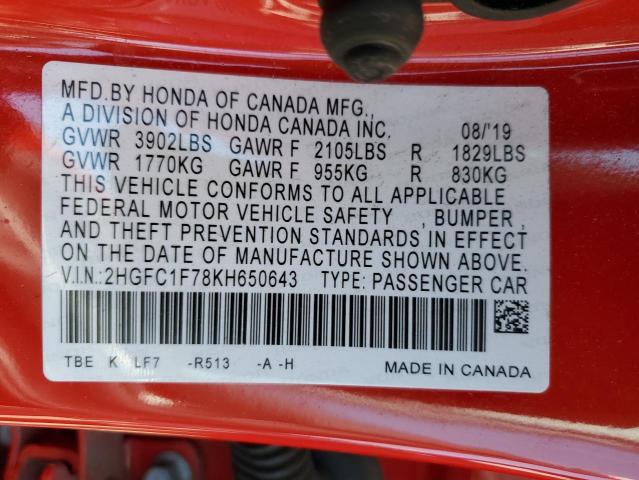 MFD.BY HONDA OF CANADA MFG.,
A DIVISION OF HONDA CANADA INC. 08/'19
GVWR 3902LBS GAWR F 2105LBS R 1829LBS
GVWR 1770KG GAWR F 955KG R 830KG
THIS VEHICLE CONFORMS TO ALL APPLICABLE
FEDERAL MOTOR VEHICLE SAFETY , BUMPER ,
AND THEFT PREVENTION STANDARDS IN EFFECT
ON THE DATE OF MANUFACTURE SHOWN ABOVE.
V.I.N.:2HGFC1F78KH650643 TYPE: PASSENGER CAR
TBE K LF7 -R513 -A -H MADE IN CANADA